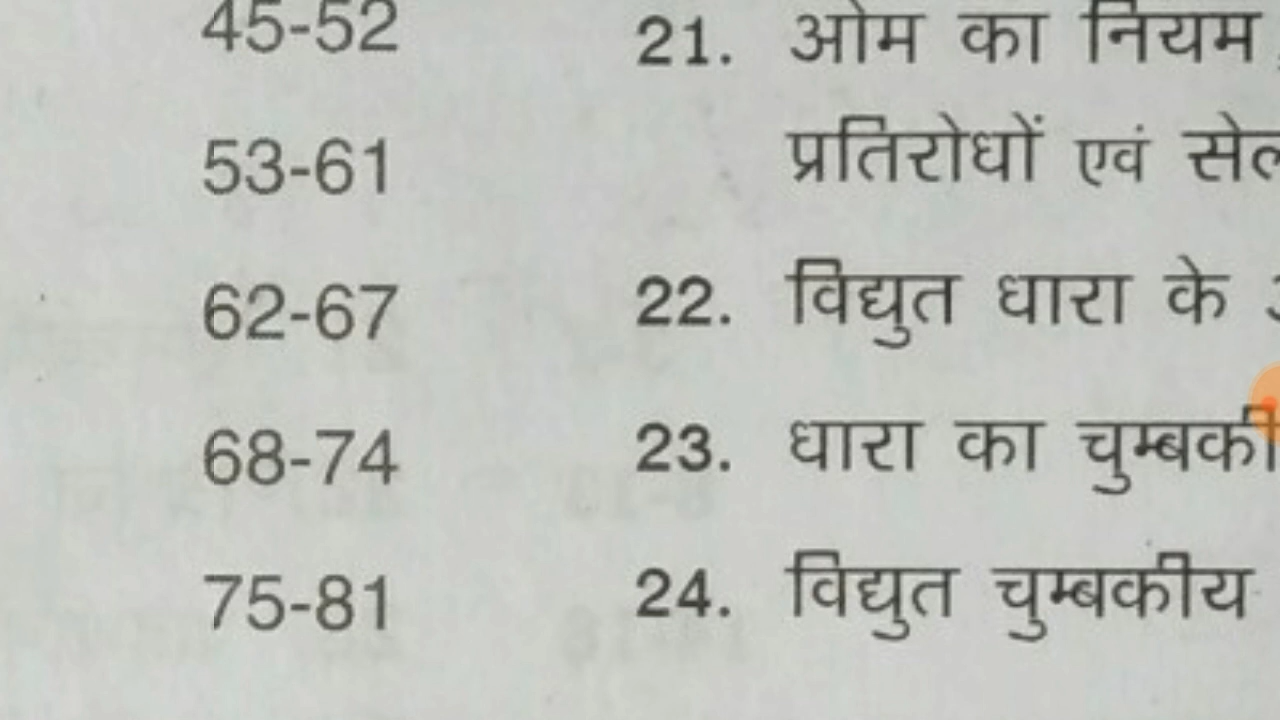 45-52 21. ओम का नियम
53-61 प्रतिरोधों एवं
62-67 22. विद्युत धारा के
68-74 23. धारा का
75-81 24. विद्युत चुम्बकीय